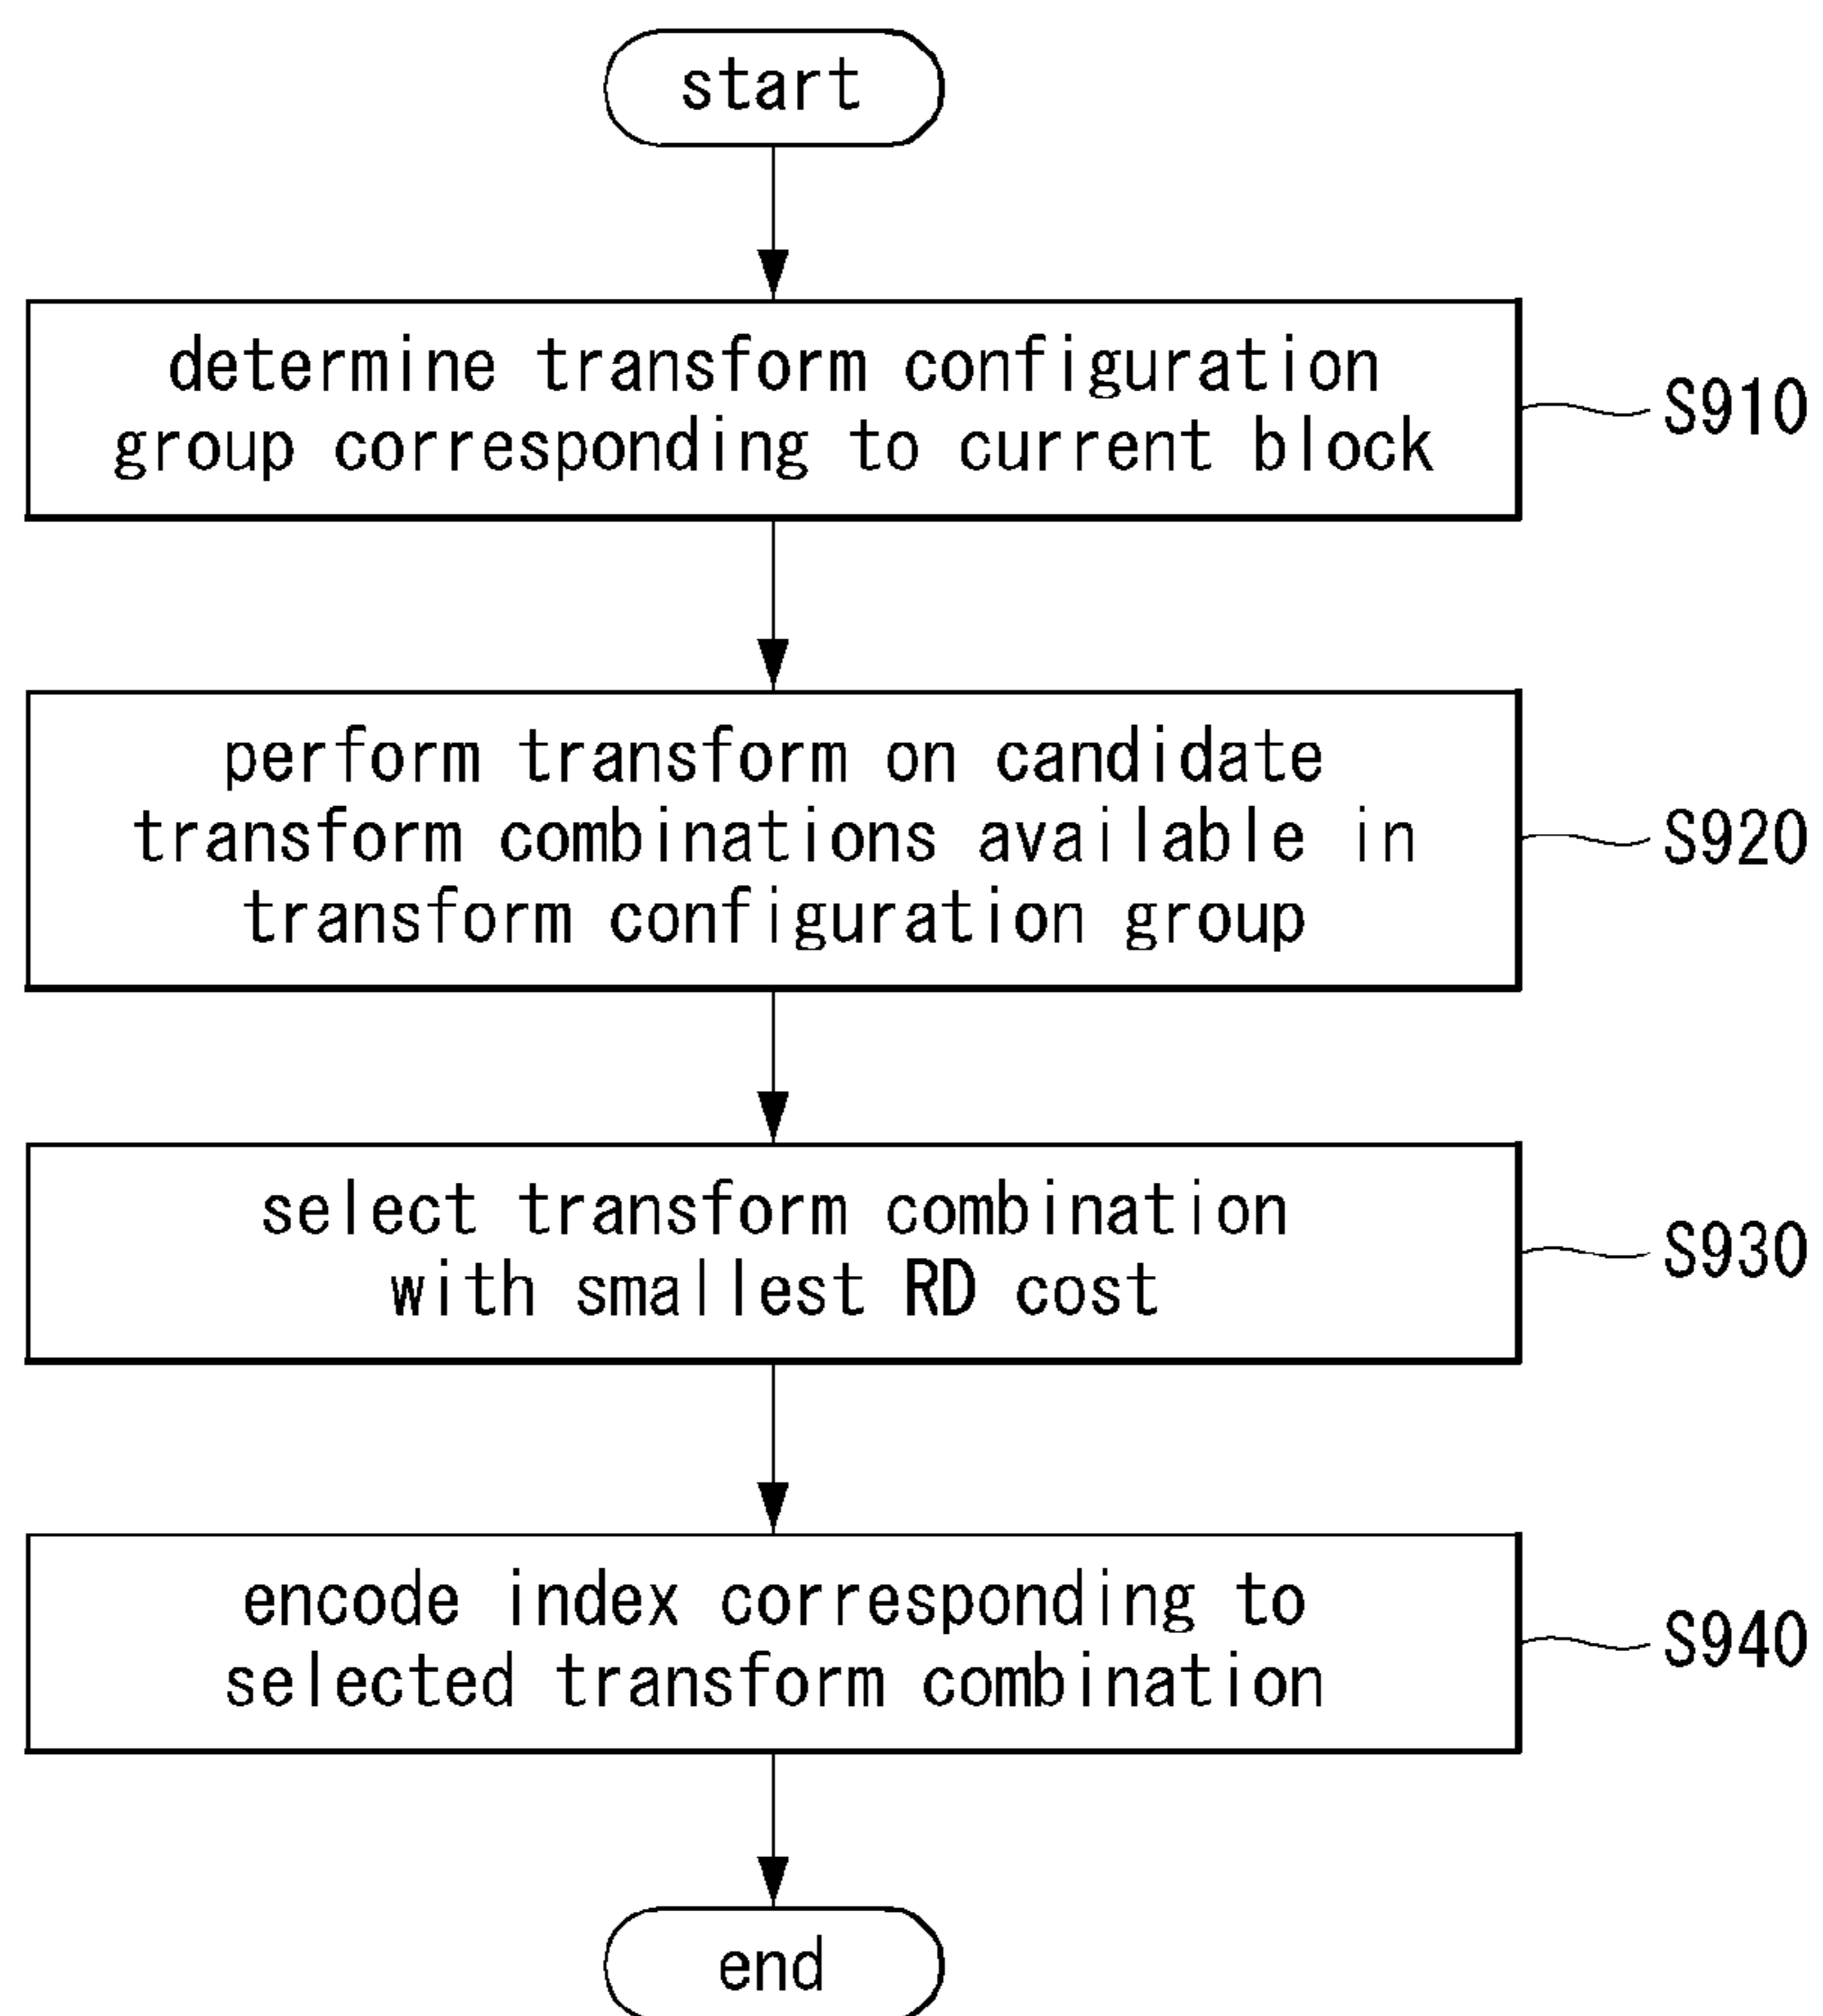 start
determine transform configuration
group corresponding to current block
S910
perform transform on candidate
transform combinations available in
transform configuration group
S920
select transform combination
with smallest RD cost
S930
encode index corresponding to
selected transform combination
S940
end